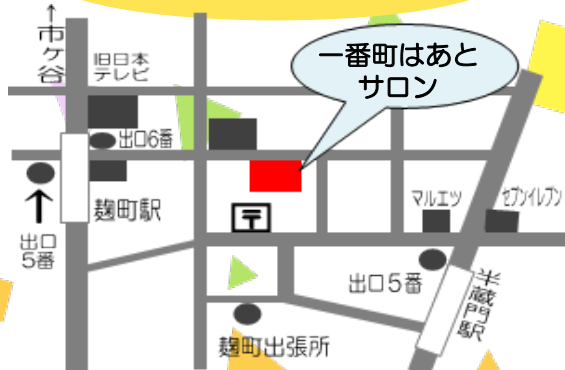 ↑
市ヶ谷
旧日本
テレビ
一番町はあと
サロン
出口6番
麹町駅
出口
5番
〒
マルエツ
セブンイレブン
出口5番
半蔵門駅
麹町出張所